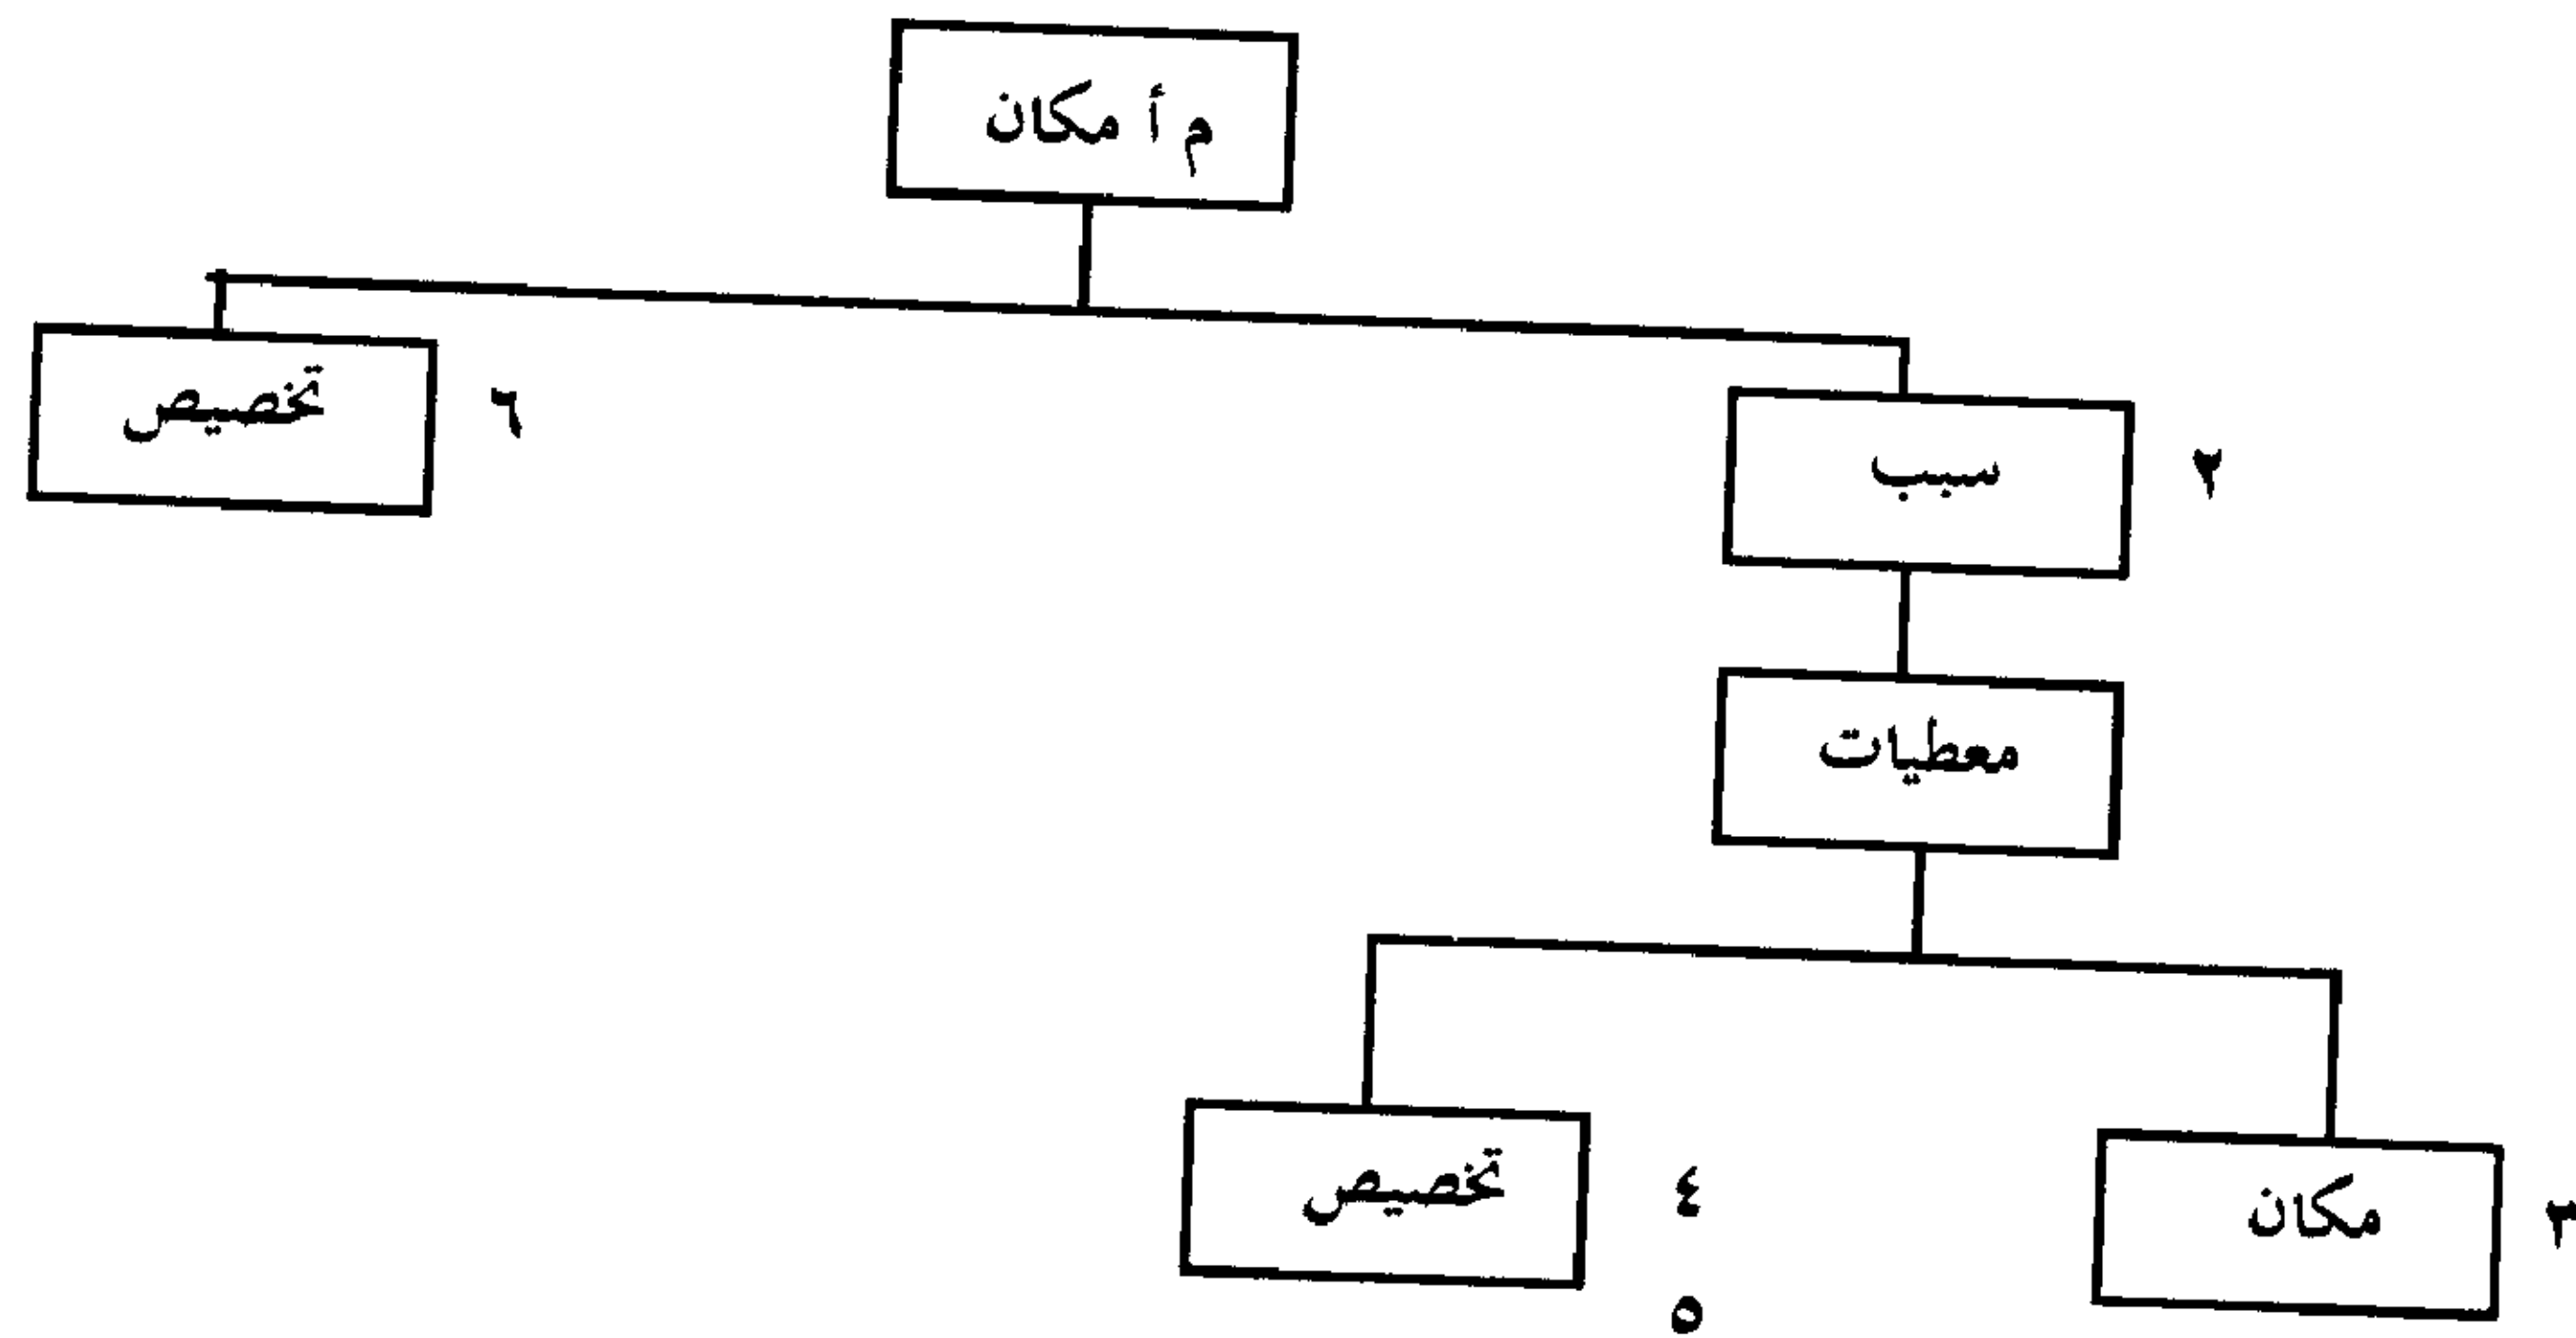 م أ مكان
٢ سبب
٦ تخصيص
معطيات
٣ مكان
٤ تخصيص
٥